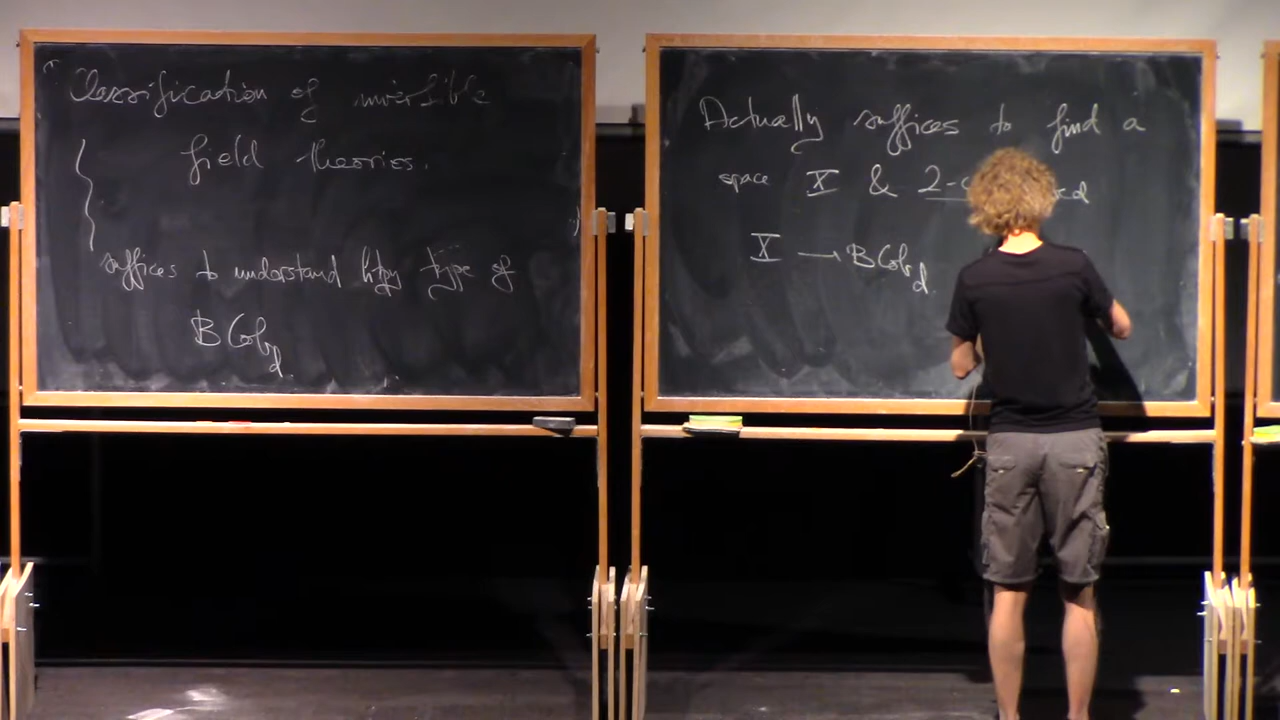 Classification of invertible
field theories.
suffices to understand htpy type of
B Cob_d
Actually suffices to find a
space X & 2-c
X → B Cob_d.